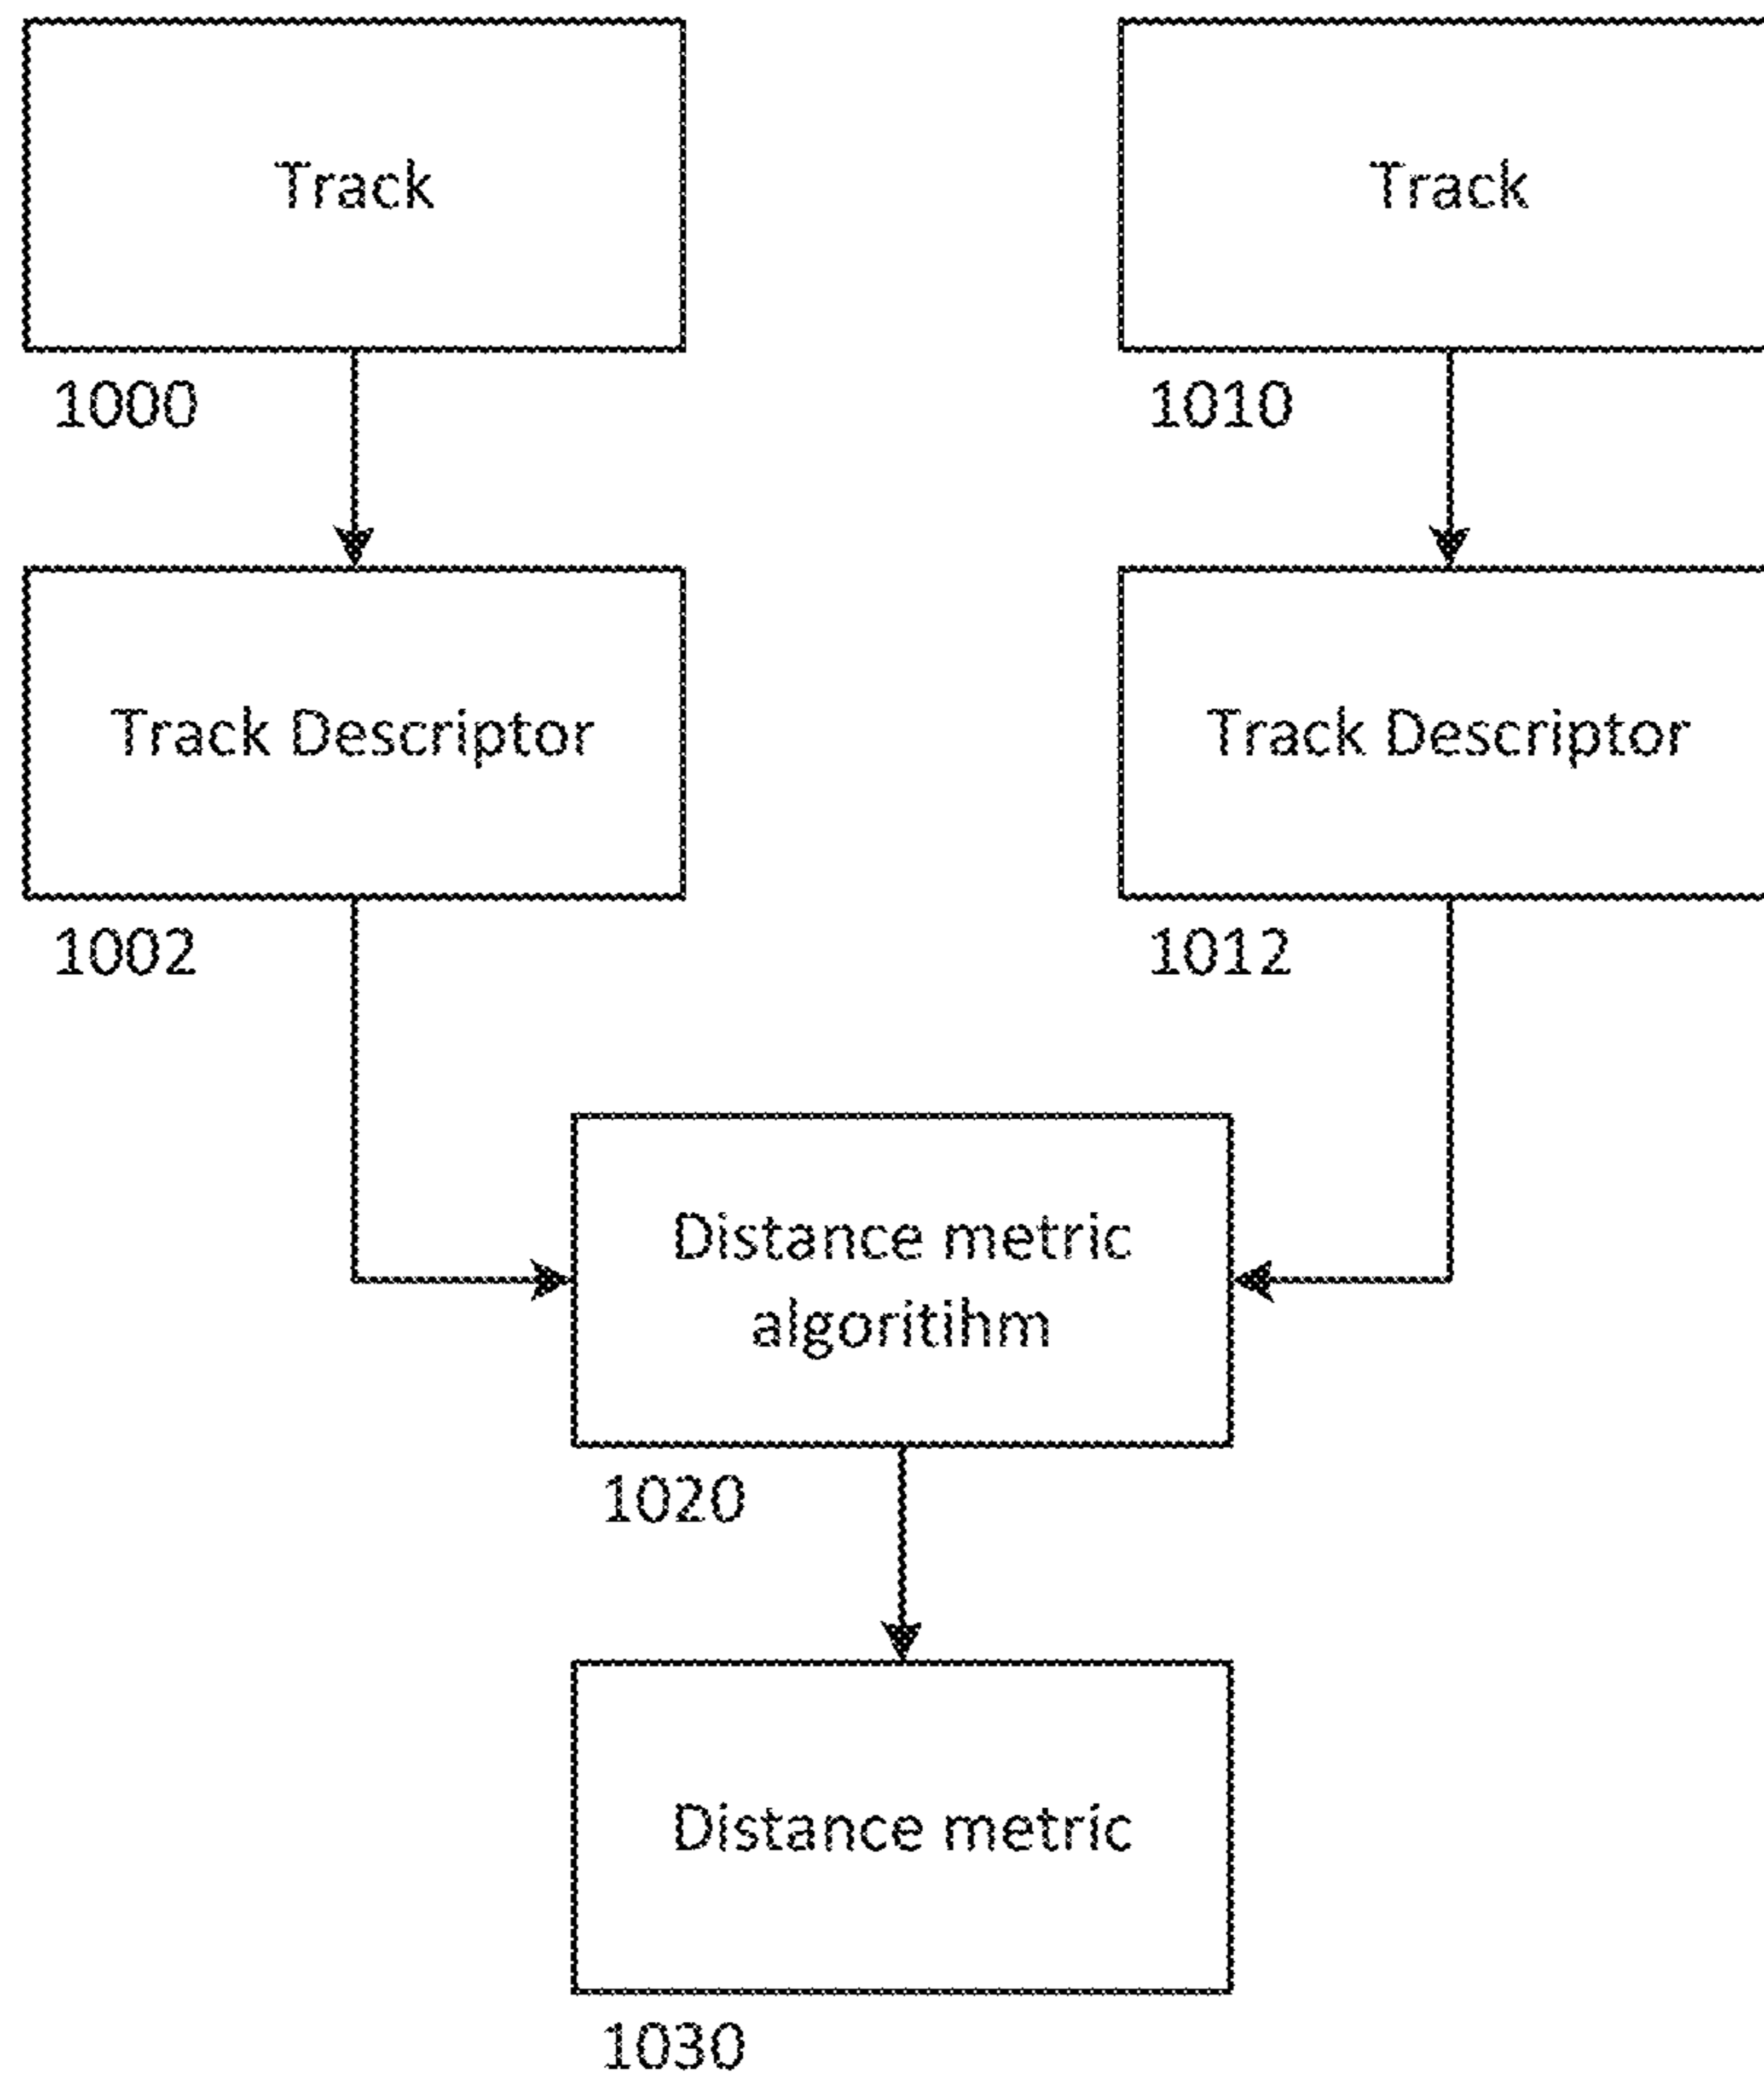 Track
Track
1000
1010
Track Descriptor
Track Descriptor
1002
1012
Distance metric
algoritihm
1020
Distance metric
1030